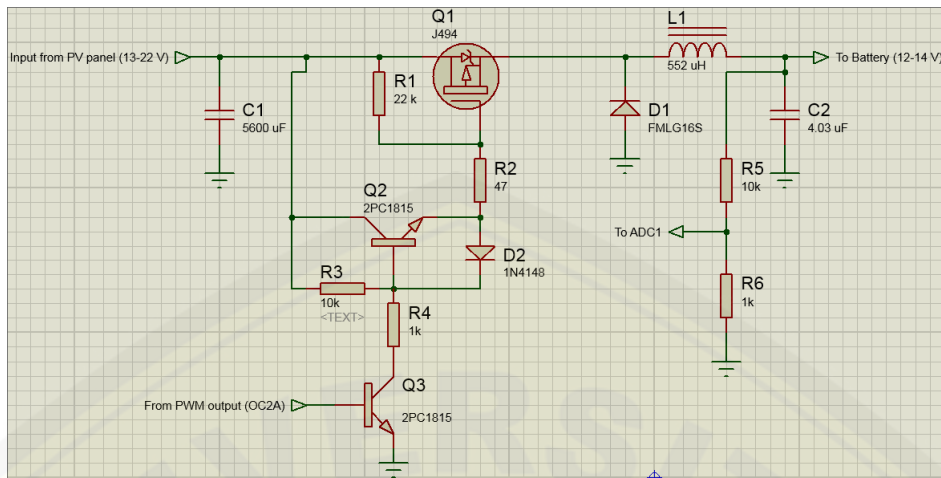 Q1
J494
L1
552 uH
Input from PV panel (13-22 V)
To Battery (12-14 V)
R1
22 k
C1
5600 uF
D1
FMLG16S
C2
4.03 uF
R2
47
R5
10k
Q2
2PC1815
To ADC1
D2
1N4148
R3
10k
<TEXT>
R4
1k
R6
1k
Q3
2PC1815
From PWM output (OC2A)